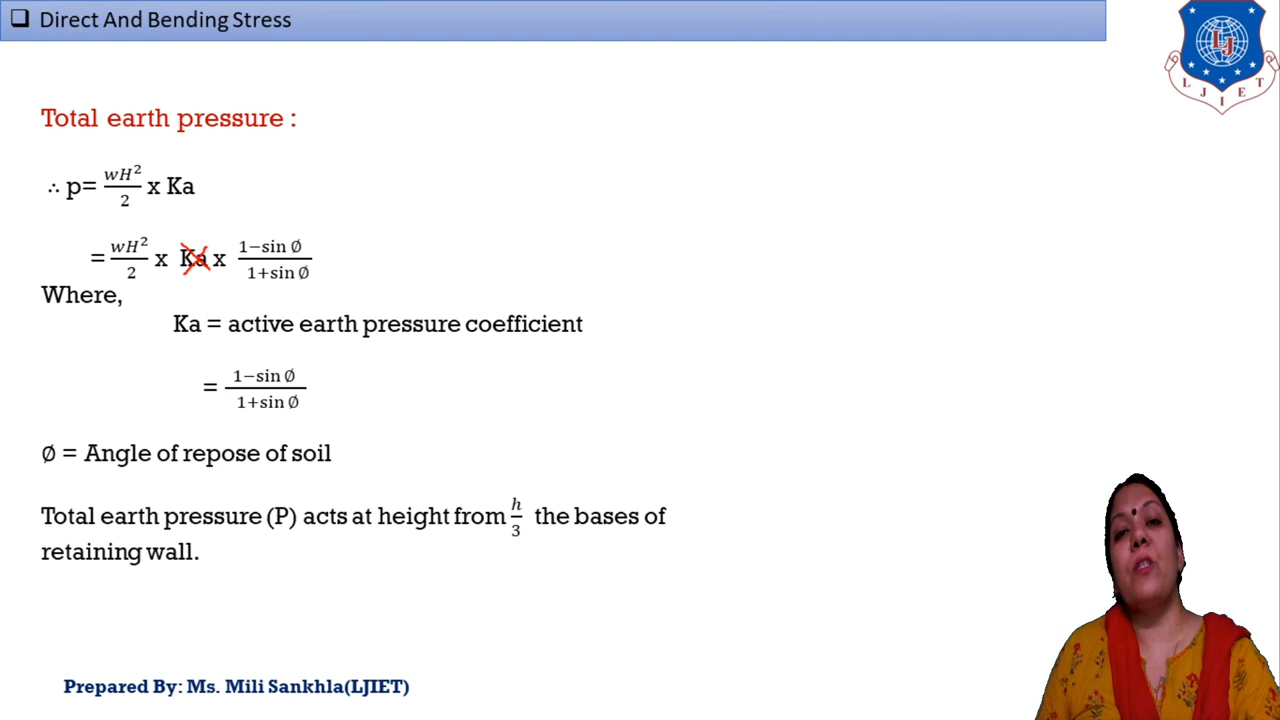 ❑ Direct And Bending Stress
LJ
L J I E T
Total earth pressure :
∴ p= wH²/2 x Ka
= wH²/2 x Ka x 1−sin ∅/1+sin ∅
Where,
Ka = active earth pressure coefficient
= 1−sin ∅/1+sin ∅
∅ = Angle of repose of soil
Total earth pressure (P) acts at height from h/3 the bases of
retaining wall.
Prepared By: Ms. Mili Sankhla(LJIET)